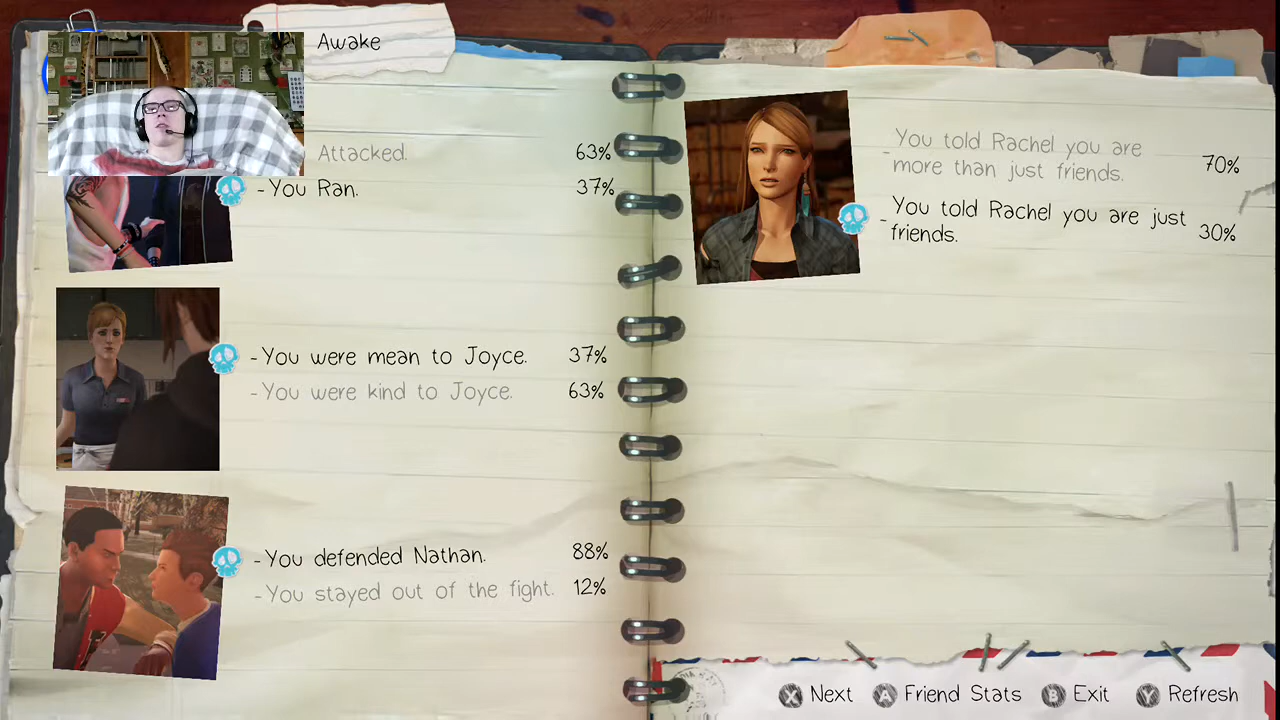 Awake
Attacked. 63%
- You Ran. 37%
- You were mean to Joyce. 37%
- You were kind to Joyce. 63%
- You defended Nathan. 88%
- You stayed out of the fight. 12%
- You told Rachel you are
more than just friends. 70%
- You told Rachel you are just
friends. 30%
X Next A Friend Stats B Exit Y Refresh